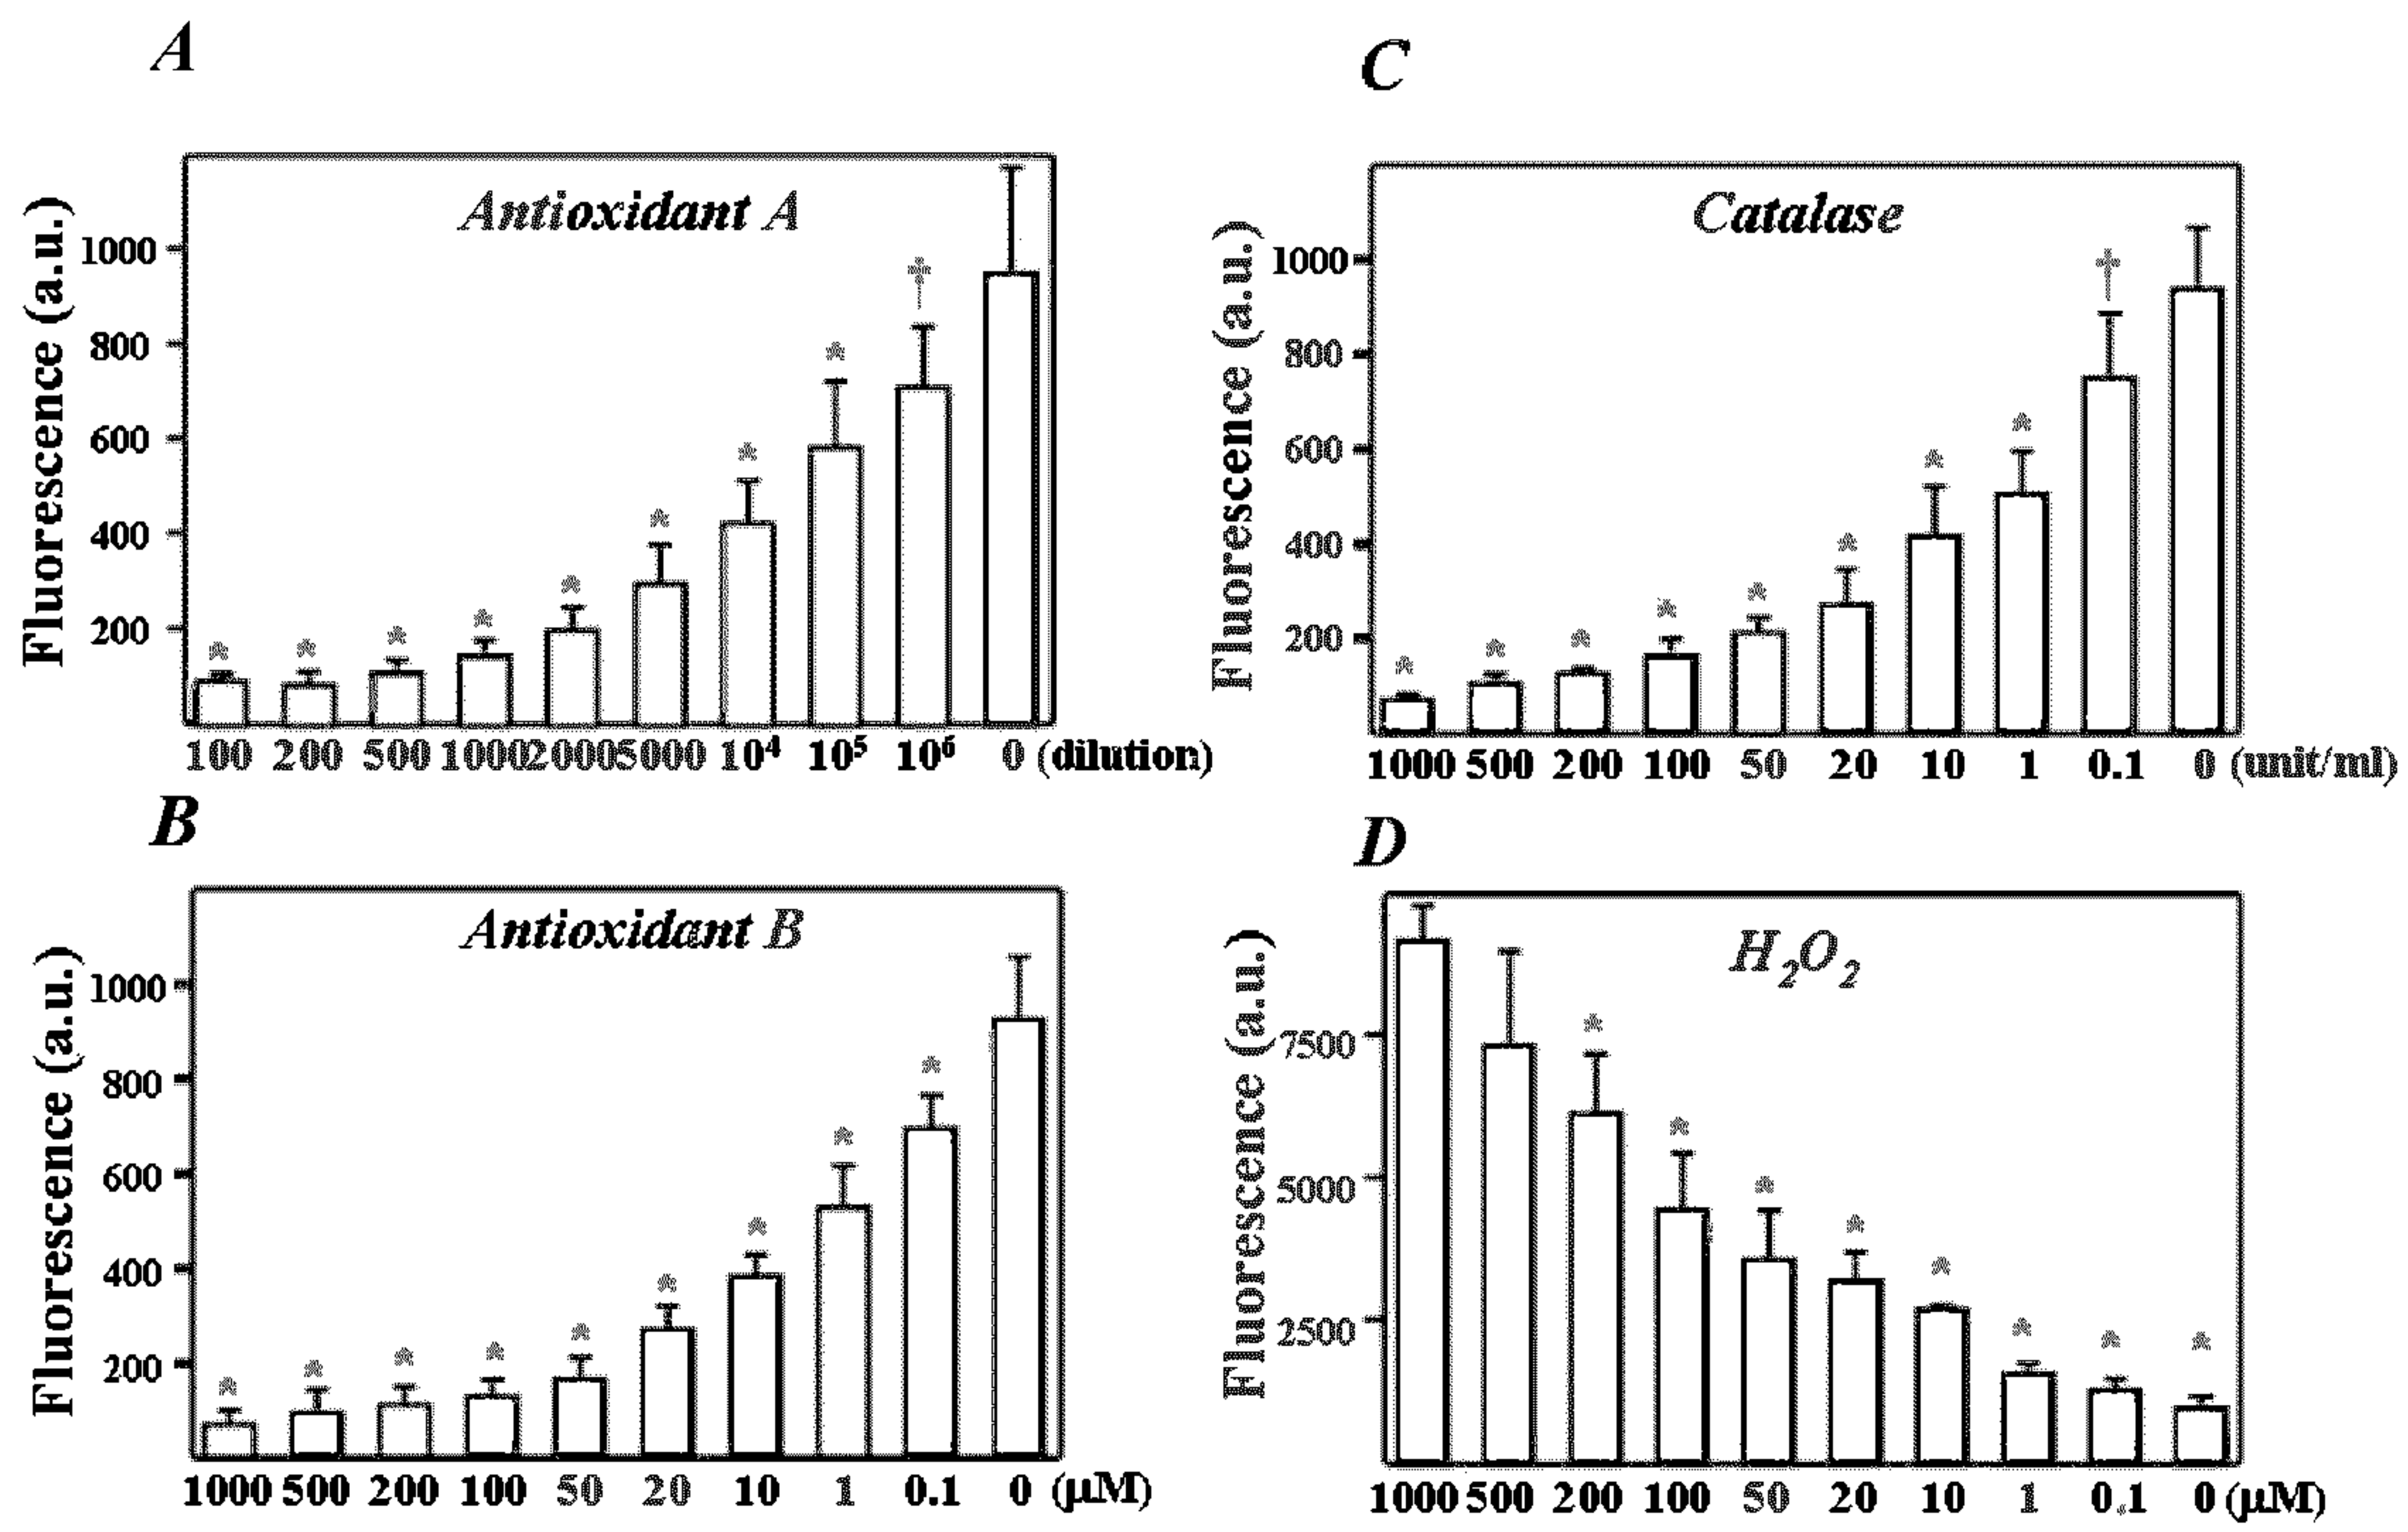 A
Antioxidant A
Fluorescence (a.u.)
1000
800
600
400
200
* * * * * * * * †
100 200 500 1000 2000 5000 10⁴ 10⁵ 10⁶ 0 (dilution)
B
Antioxidant B
Fluorescence (a.u.)
1000
800
600
400
200
* * * * * * * * *
1000 500 200 100 50 20 10 1 0.1 0 (μM)
C
Catalase
Fluorescence (a.u.)
1000
800
600
400
200
* * * * * * * * †
1000 500 200 100 50 20 10 1 0.1 0 (unit/ml)
D
H₂O₂
Fluorescence (a.u.)
7500
5000
2500
* * * * * * * *
1000 500 200 100 50 20 10 1 0.1 0 (μM)